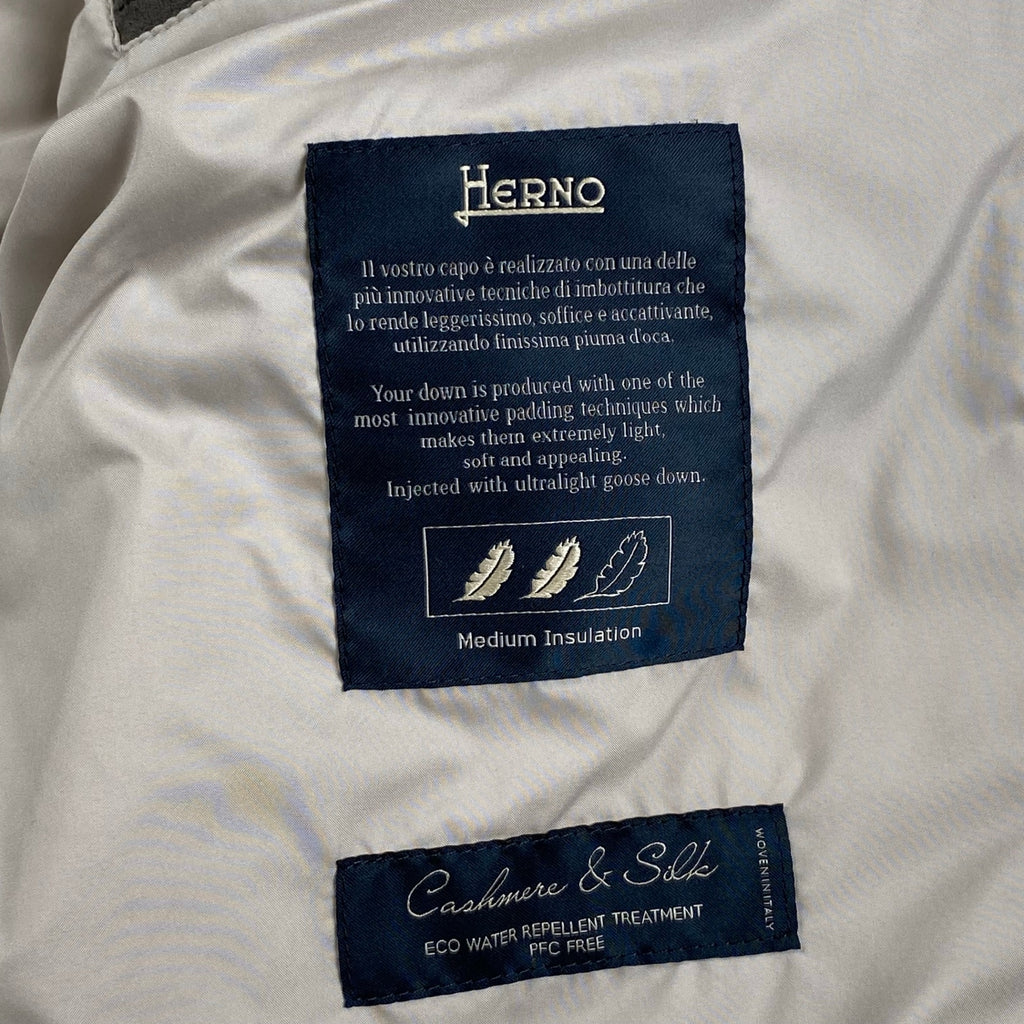 HERNO
Il vostro capo è realizzato con una delle
più innovative tecniche di imbottitura che
lo rende leggerissimo, soffice e accattivante,
utilizzando finissima piuma d'oca.
Your down is produced with one of the
most innovative padding techniques which
makes them extremely light,
soft and appealing.
Injected with ultralight goose down.
Medium Insulation
Cashmere & Silk
ECO WATER REPELLENT TREATMENT
PFC FREE
WOVENINITALY